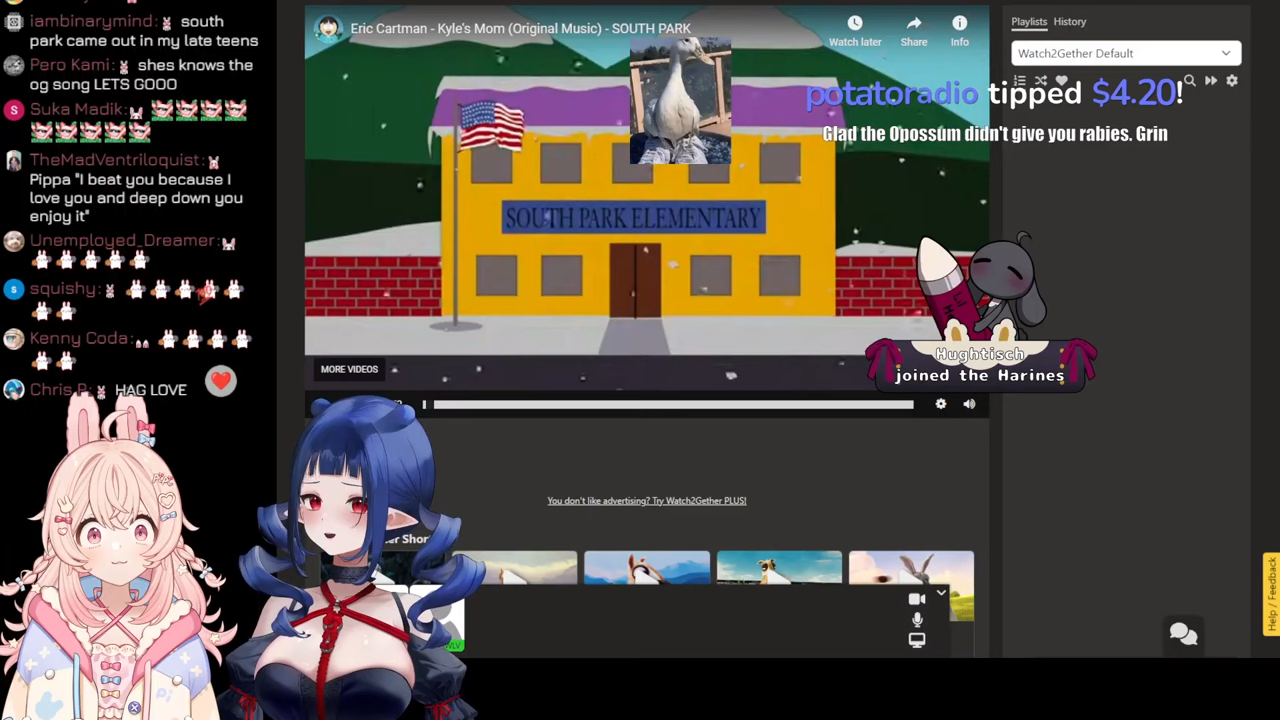 iambinarymind: south
park came out in my late teens
Pero Kami: shes knows the
og song LETS GOOO
Suka Madik:
TheMadVentriloquist:
Pippa "I beat you because I
love you and deep down you
enjoy it"
Unemployed_Dreamer:
squishy:
Kenny Coda:
Chris P: HAG LOVE
Eric Cartman - Kyle's Mom (Original Music) - SOUTH PARK
Watch later
Share
Info
SOUTH PARK ELEMENTARY
MORE VIDEOS
Playlists History
Watch2Gether Default
potatoradio tipped $4.20!
Glad the Opossum didn't give you rabies. Grin
Hughtisch
joined the Harines
You don't like advertising? Try Watch2Gether PLUS!
Help / Feedback